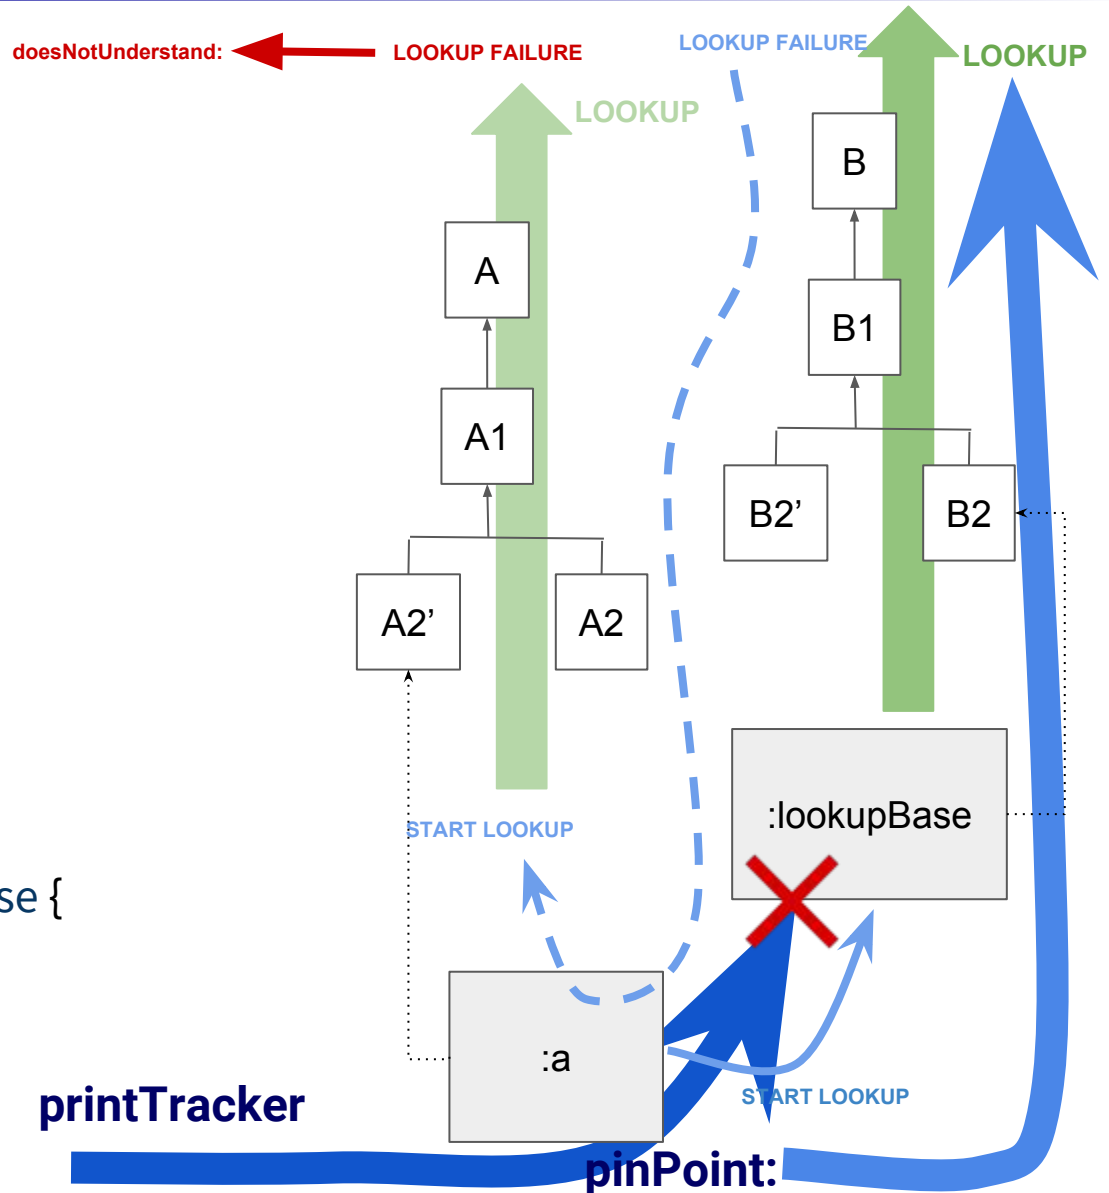 doesNotUnderstand:
LOOKUP FAILURE
LOOKUP FAILURE
LOOKUP
LOOKUP
B
A
B1
A1
B2’
B2
A2’
A2
:lookupBase
START LOOKUP
se {
:a
START LOOKUP
printTracker
pinPoint: